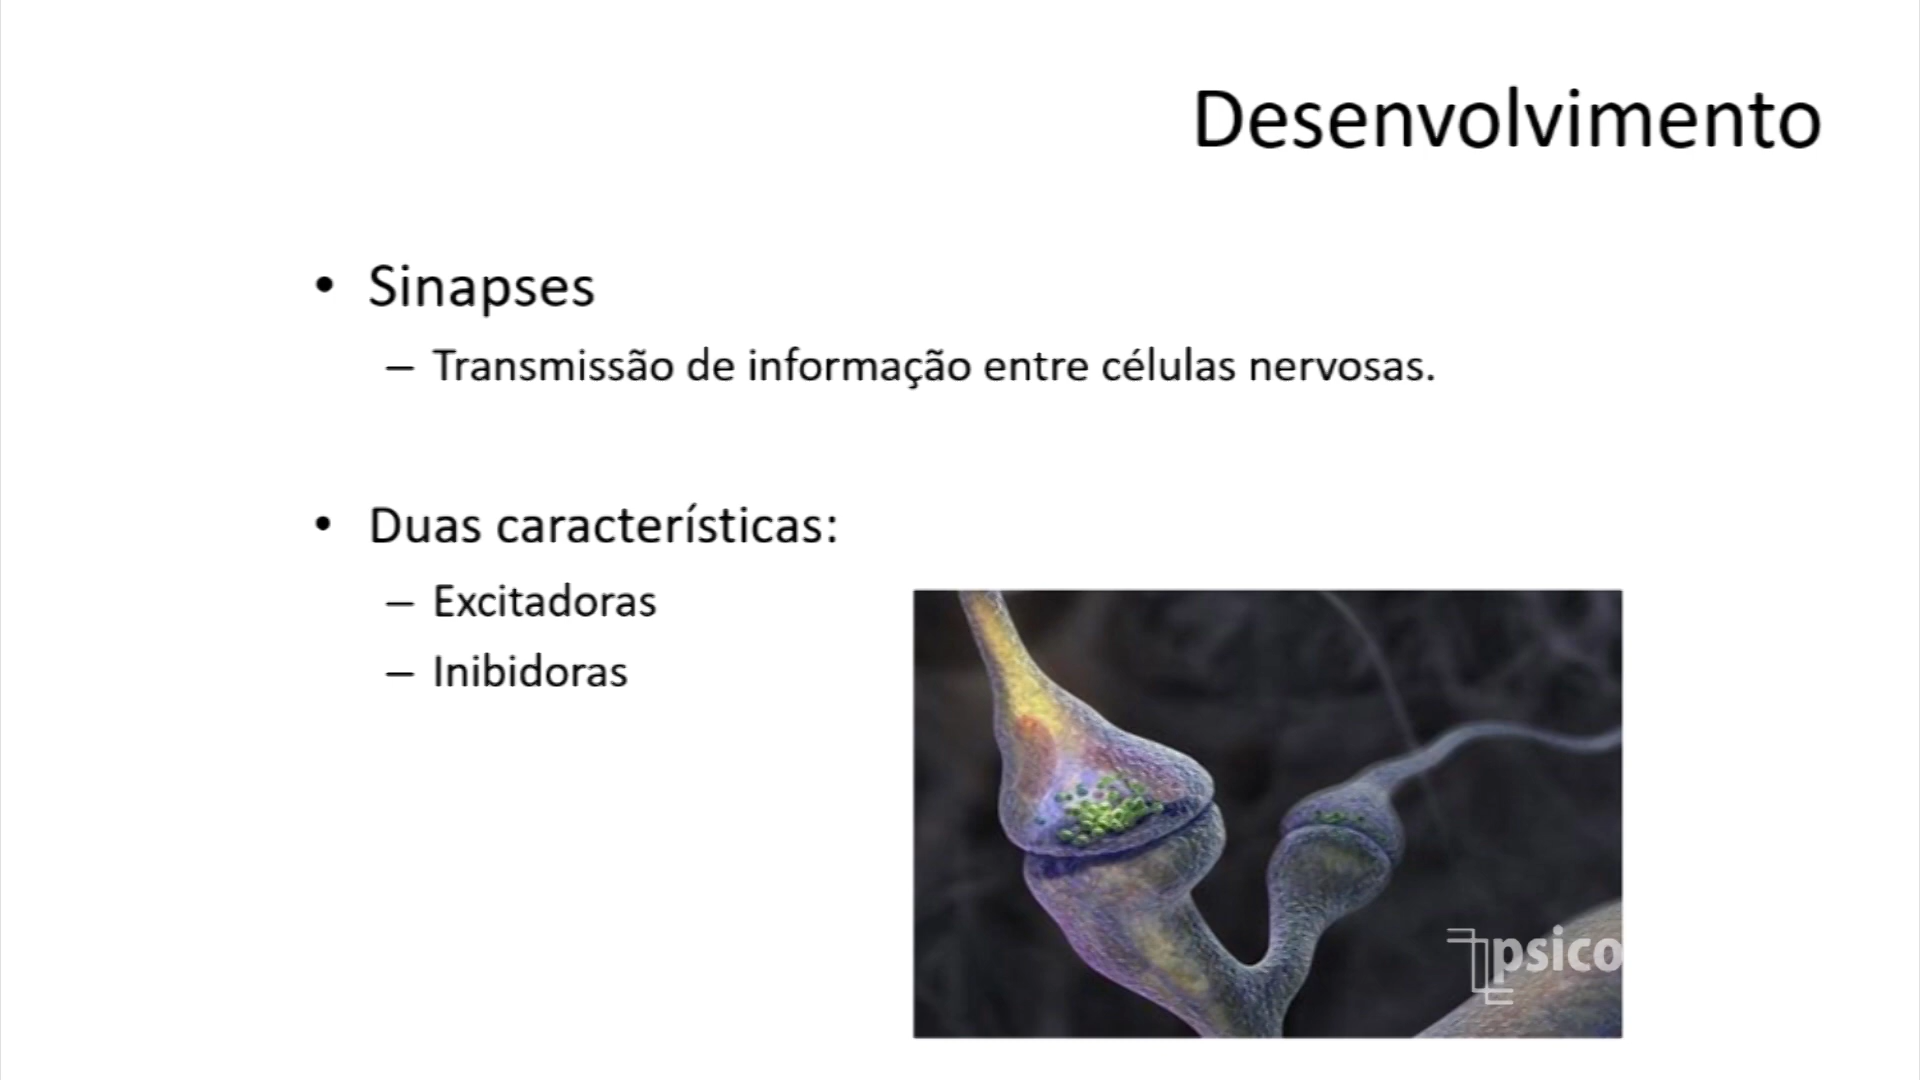 Desenvolvimento
• Sinapses
– Transmissão de informação entre células nervosas.
• Duas características:
– Excitadoras
– Inibidoras
psico